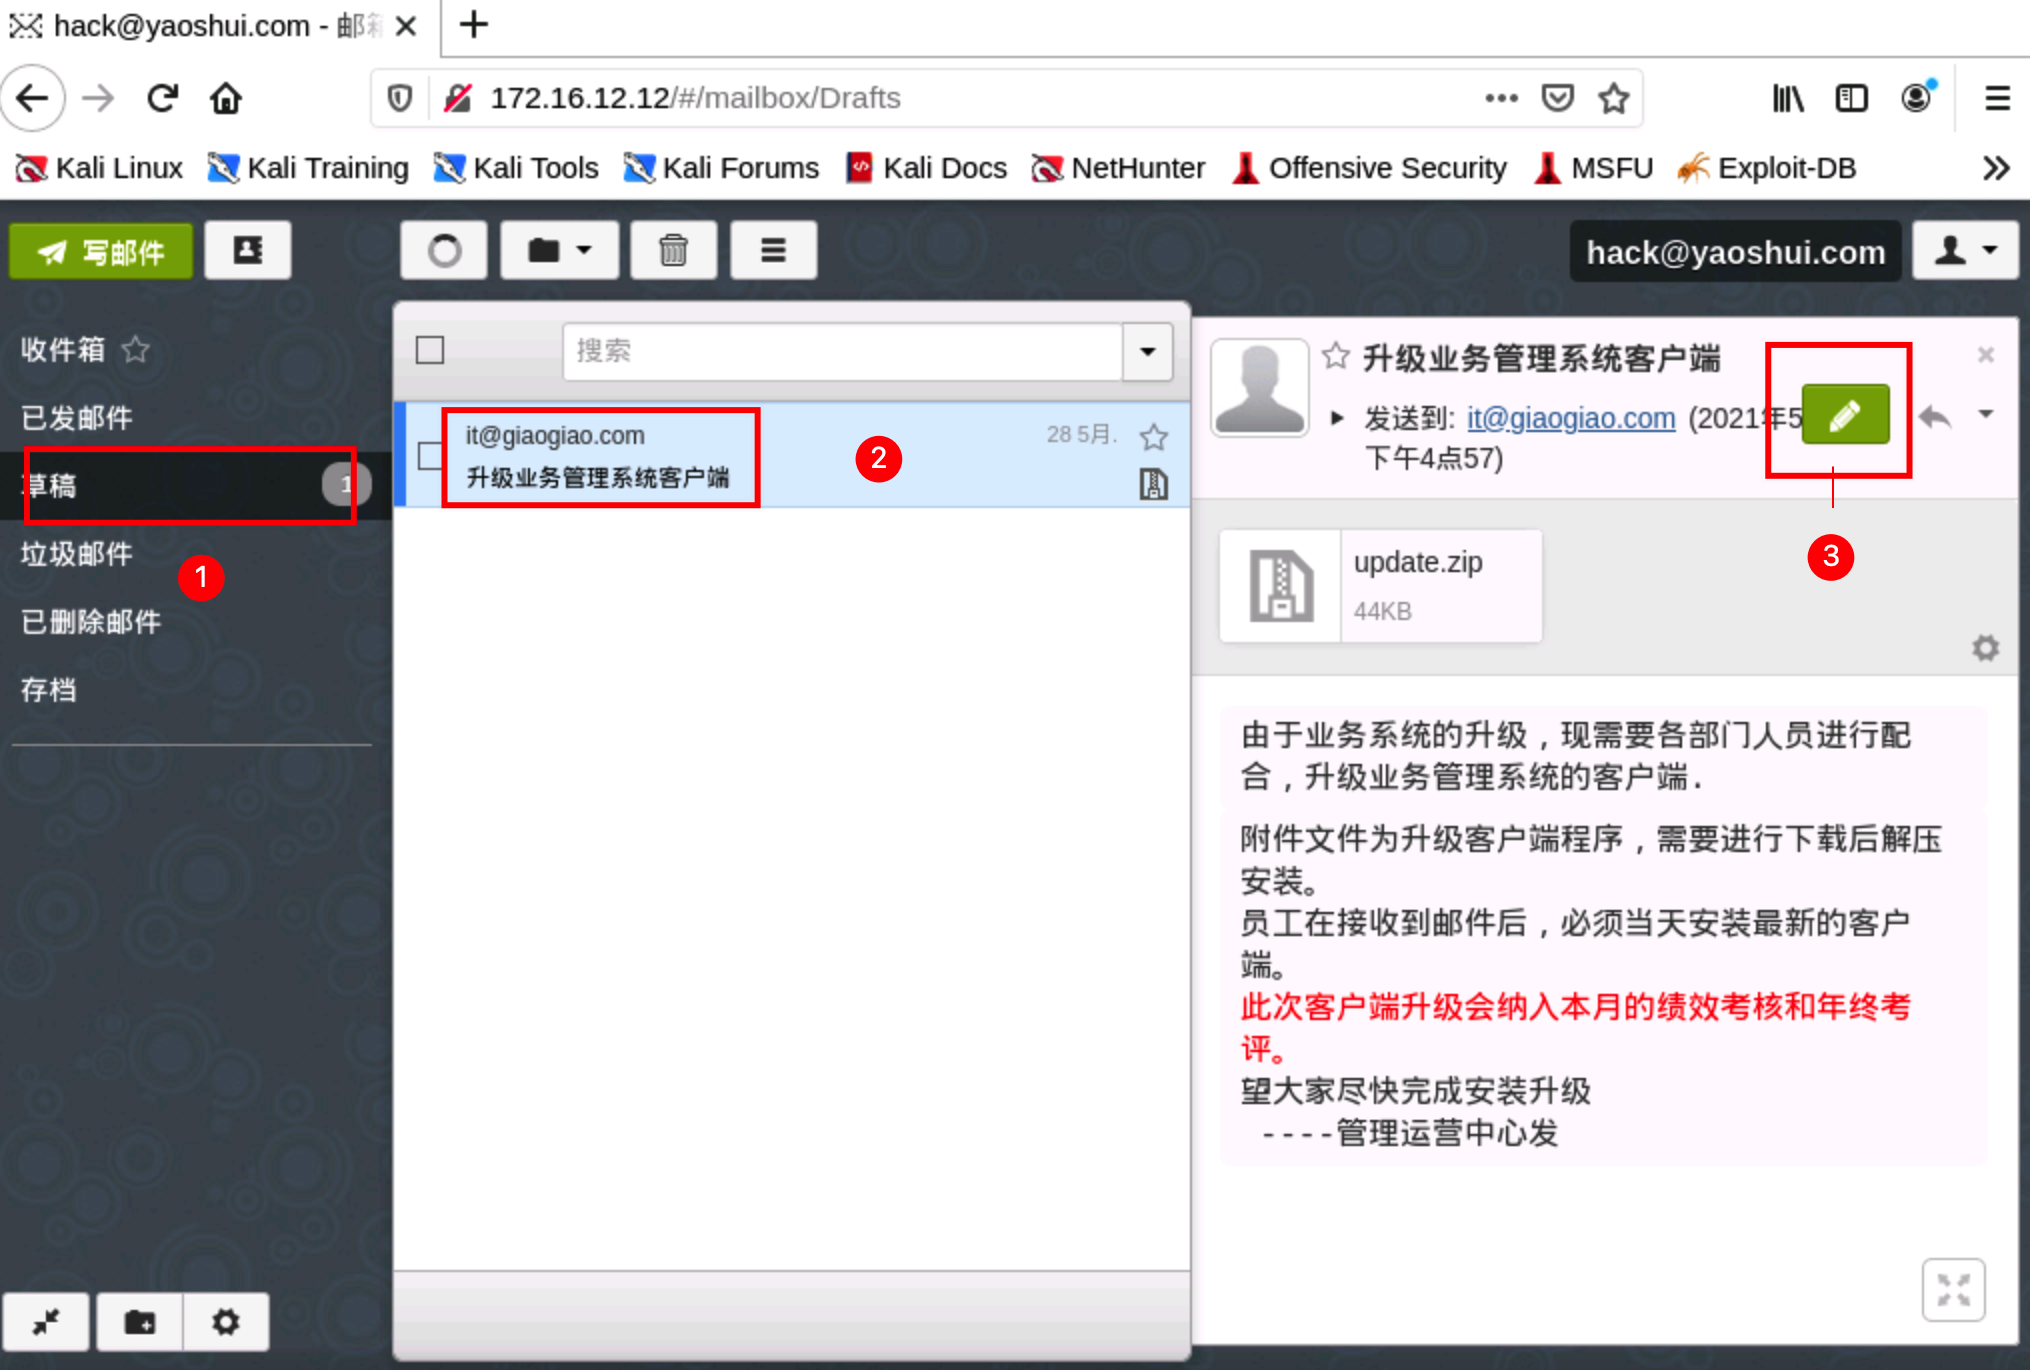 hack@yaoshui.com - 邮
172.16.12.12/#/mailbox/Drafts
Kali Linux Kali Training Kali Tools Kali Forums Kali Docs NetHunter Offensive Security MSFU Exploit-DB
写邮件
hack@yaoshui.com
收件箱
已发邮件
草稿 1
垃圾邮件
1
已删除邮件
存档
搜索
it@giaogiao.com 28 5月.
升级业务管理系统客户端
2
升级业务管理系统客户端
发送到: it@giaogiao.com (2021年5
下午4点57)
3
update.zip
44KB
由于业务系统的升级，现需要各部门人员进行配
合，升级业务管理系统的客户端.
附件文件为升级客户端程序，需要进行下载后解压
安装。
员工在接收到邮件后，必须当天安装最新的客户
端。
此次客户端升级会纳入本月的绩效考核和年终考
评。
望大家尽快完成安装升级
----管理运营中心发